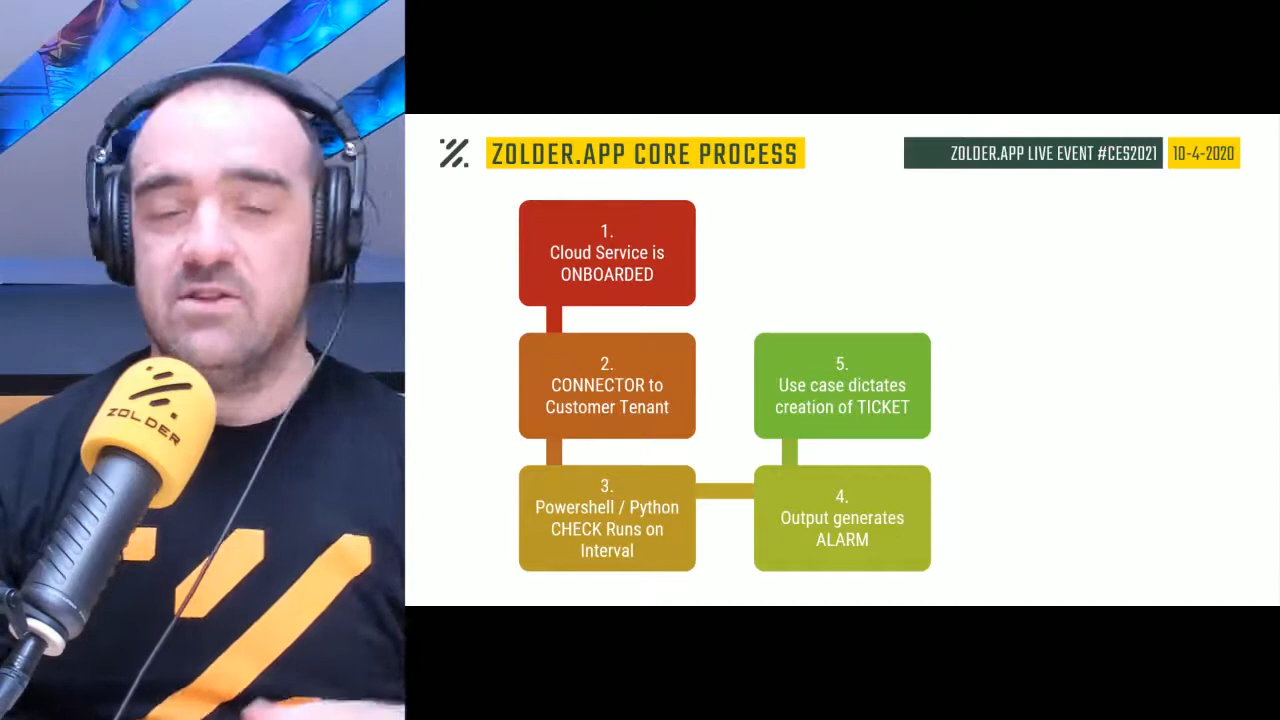 ZOLDER
ZOLDER.APP CORE PROCESS
ZOLDER.APP LIVE EVENT #CES2021
10-4-2020
1.
Cloud Service is
ONBOARDED
2.
CONNECTOR to
Customer Tenant
3.
Powershell / Python
CHECK Runs on
Interval
4.
Output generates
ALARM
5.
Use case dictates
creation of TICKET